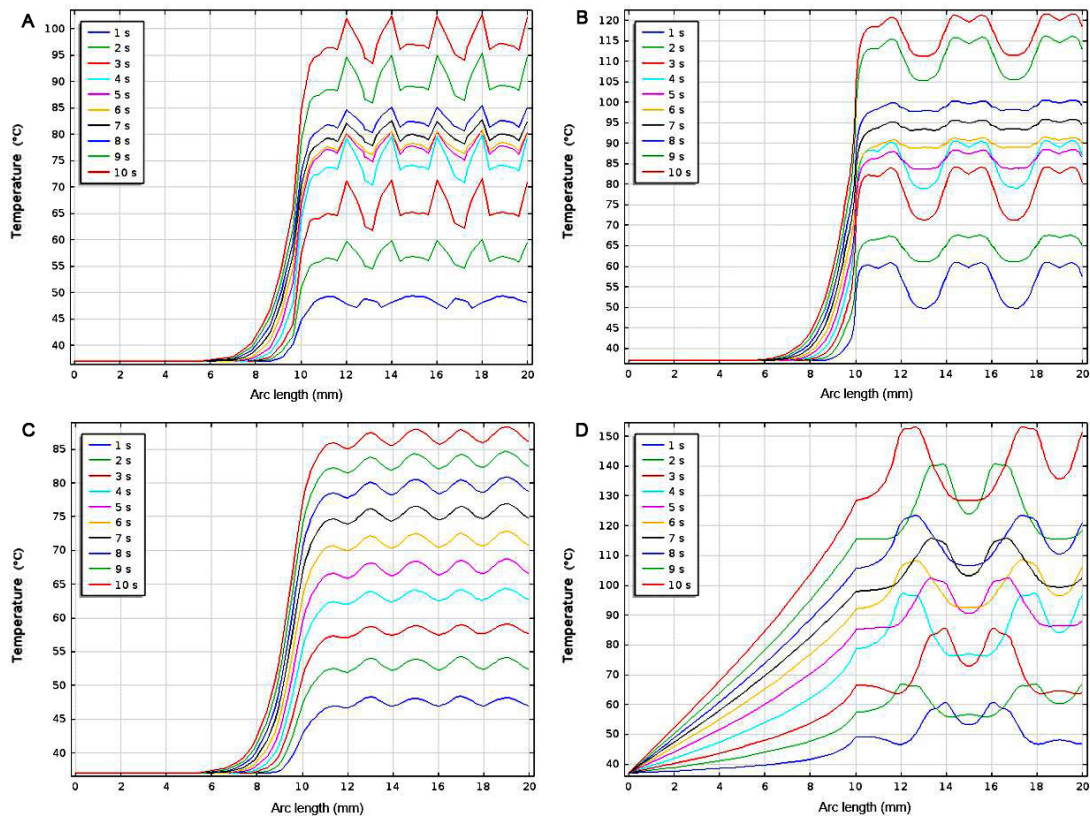 A
Temperature (°C)
100
95
90
85
80
75
70
65
60
55
50
45
40
1 s
2 s
3 s
4 s
5 s
6 s
7 s
8 s
9 s
10 s
0 2 4 6 8 10 12 14 16 18 20
Arc length (mm)
B
Temperature (°C)
120
115
110
105
100
95
90
85
80
75
70
65
60
55
50
45
40
1 s
2 s
3 s
4 s
5 s
6 s
7 s
8 s
9 s
10 s
0 2 4 6 8 10 12 14 16 18 20
Arc length (mm)
C
Temperature (°C)
85
80
75
70
65
60
55
50
45
40
1 s
2 s
3 s
4 s
5 s
6 s
7 s
8 s
9 s
10 s
0 2 4 6 8 10 12 14 16 18 20
Arc length (mm)
D
Temperature (°C)
150
140
130
120
110
100
90
80
70
60
50
40
1 s
2 s
3 s
4 s
5 s
6 s
7 s
8 s
9 s
10 s
0 2 4 6 8 10 12 14 16 18 20
Arc length (mm)